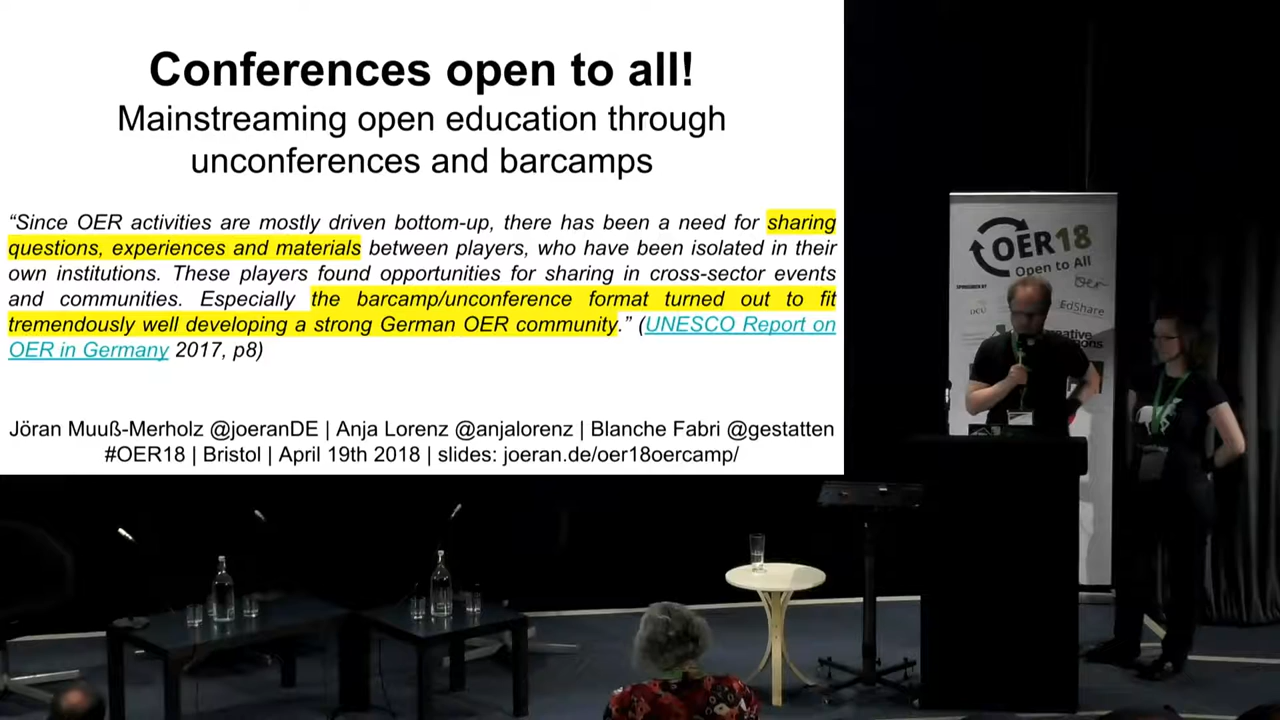 Conferences open to all!
Mainstreaming open education through
unconferences and barcamps
“Since OER activities are mostly driven bottom-up, there has been a need for sharing
questions, experiences and materials between players, who have been isolated in their
own institutions. These players found opportunities for sharing in cross-sector events
and communities. Especially the barcamp/unconference format turned out to fit
tremendously well developing a strong German OER community.” (UNESCO Report on
OER in Germany 2017, p8)
Jöran Muuß-Merholz @joeranDE | Anja Lorenz @anjalorenz | Blanche Fabri @gestatten
#OER18 | Bristol | April 19th 2018 | slides: joeran.de/oer18oercamp/
OER18
Open to All
SPONSORED BY
oer
EdShare